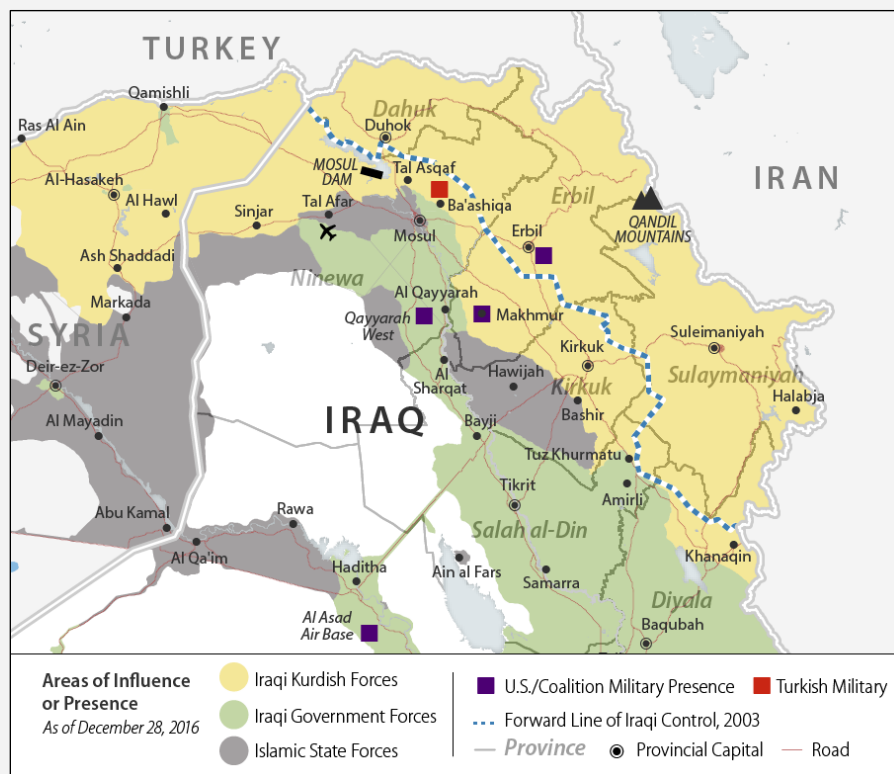 TURKEY
Qamishli
Ras Al Ain
Dahuk
Duhok
MOSUL
DAM
Tal Asqaf
IRAN
Al-Hasakeh
Al Hawl
Sinjar
Tal Afar
Ba'ashiqa
Erbil
QANDIL
MOUNTAINS
Mosul
Erbil
Ash Shaddadi
Ninewa
Markada
Al Qayyarah
Qayyarah
West
Makhmur
SYRIA
Suleimaniyah
Kirkuk
Deir-ez-Zor
Al
Sharqat
Hawijah
Kirkuk
Sulaymaniyah
Halabja
IRAQ
Bashir
Al Mayadin
Bayji
Tuz Khurmatu
Tikrit
Amirli
Abu Kamal
Rawa
Salah al-Din
Khanaqin
Al Qa'im
Haditha
Ain al Fars
Samarra
Diyala
Al Asad
Air Base
Baqubah
Areas of Influence
or Presence
As of December 28, 2016
Iraqi Kurdish Forces
Iraqi Government Forces
Islamic State Forces
U.S./Coalition Military Presence
Turkish Military
Forward Line of Iraqi Control, 2003
Province
Provincial Capital
Road